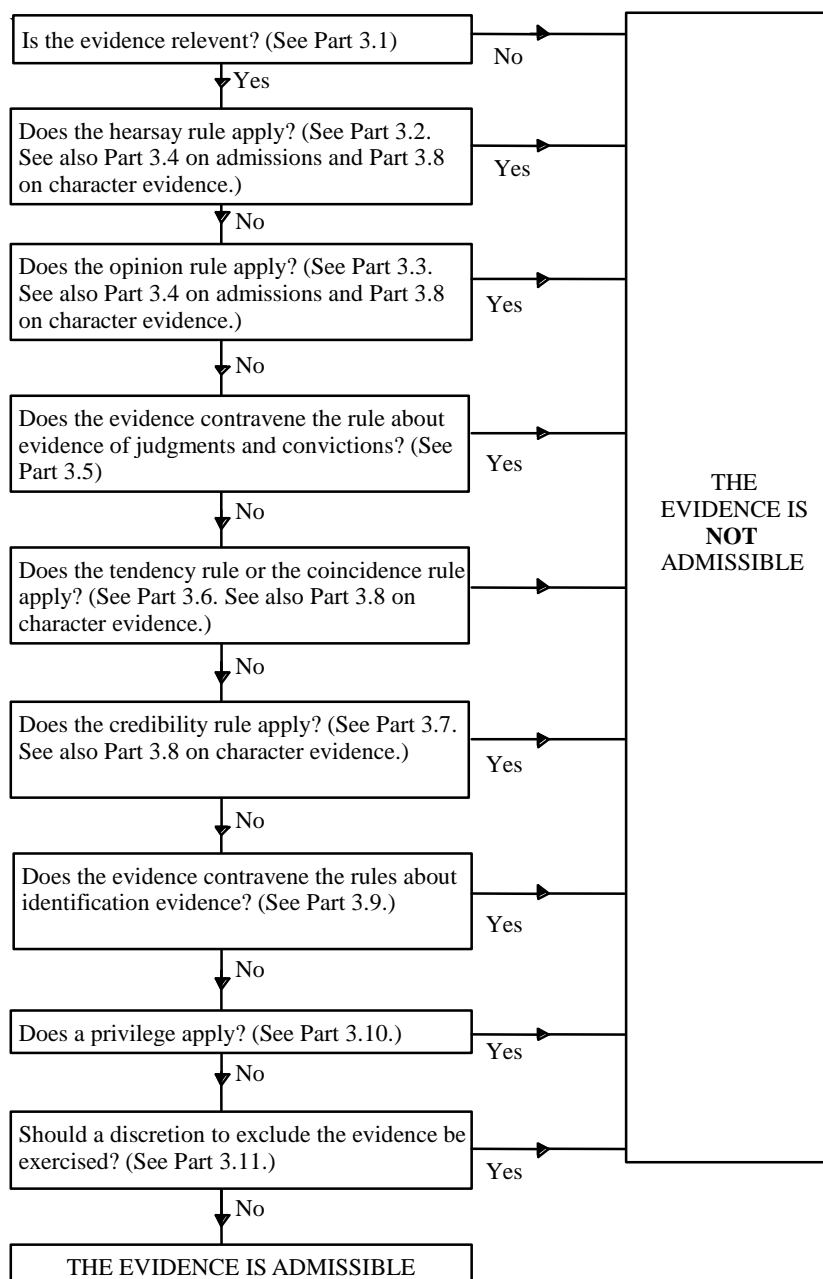 Is the evidence relevent? (See Part 3.1)
No
Yes
Does the hearsay rule apply? (See Part 3.2.
See also Part 3.4 on admissions and Part 3.8
on character evidence.)
Yes
No
Does the opinion rule apply? (See Part 3.3.
See also Part 3.4 on admissions and Part 3.8
on character evidence.)
Yes
No
Does the evidence contravene the rule about
evidence of judgments and convictions? (See
Part 3.5)
Yes
No
THE
EVIDENCE IS
NOT
ADMISSIBLE
Does the tendency rule or the coincidence rule
apply? (See Part 3.6. See also Part 3.8 on
character evidence.)
No
Does the credibility rule apply? (See Part 3.7.
See also Part 3.8 on character evidence.)
Yes
No
Does the evidence contravene the rules about
identification evidence? (See Part 3.9.)
Yes
No
Does a privilege apply? (See Part 3.10.)
Yes
No
Should a discretion to exclude the evidence be
exercised? (See Part 3.11.)
Yes
No
THE EVIDENCE IS ADMISSIBLE